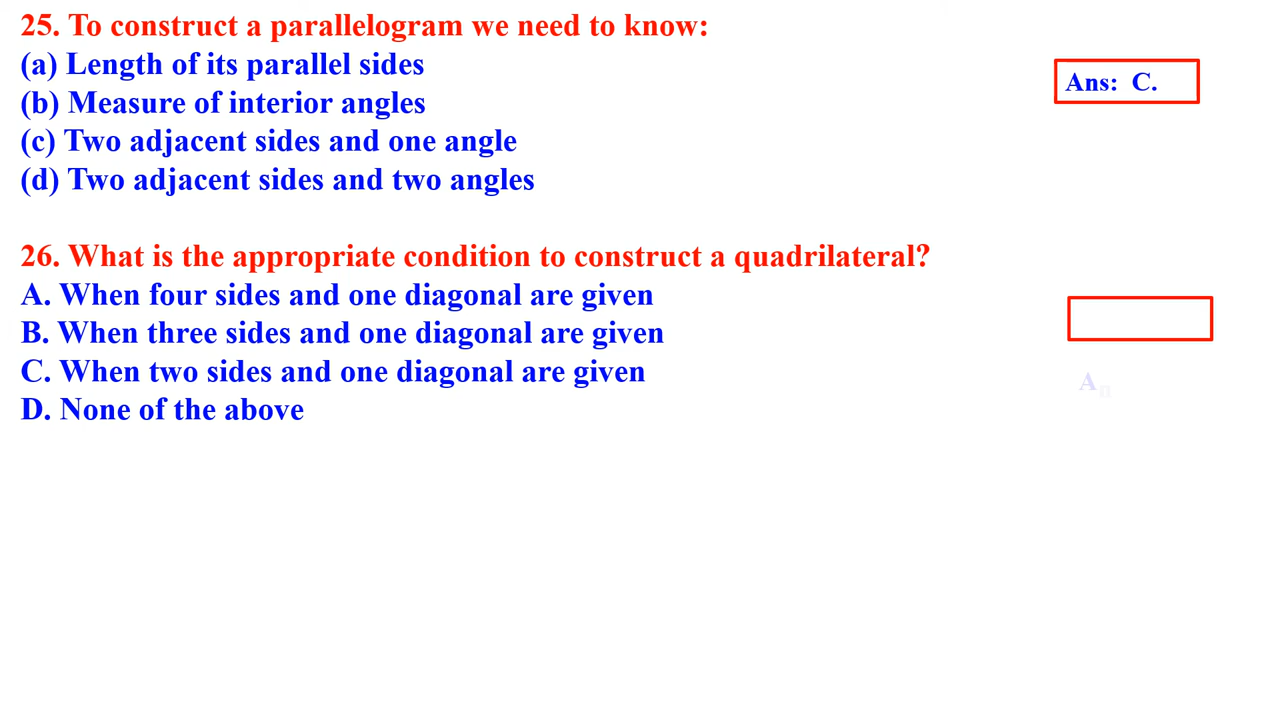 25. To construct a parallelogram we need to know:
(a) Length of its parallel sides
(b) Measure of interior angles
(c) Two adjacent sides and one angle
(d) Two adjacent sides and two angles
Ans: C.
26. What is the appropriate condition to construct a quadrilateral?
A. When four sides and one diagonal are given
B. When three sides and one diagonal are given
C. When two sides and one diagonal are given
D. None of the above
An